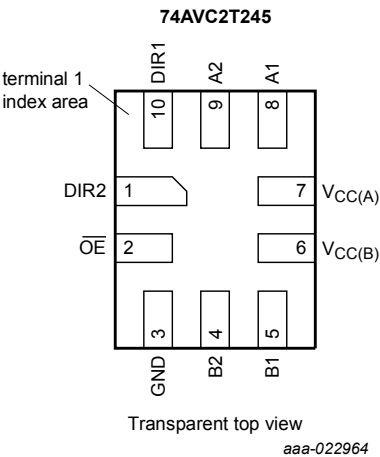 74AVC2T245
terminal 1
index area
DIR1
A2
A1
10
9
8
DIR2
1
7
VCC(A)
OE
2
6
VCC(B)
3
4
5
GND
B2
B1
Transparent top view
aaa-022964